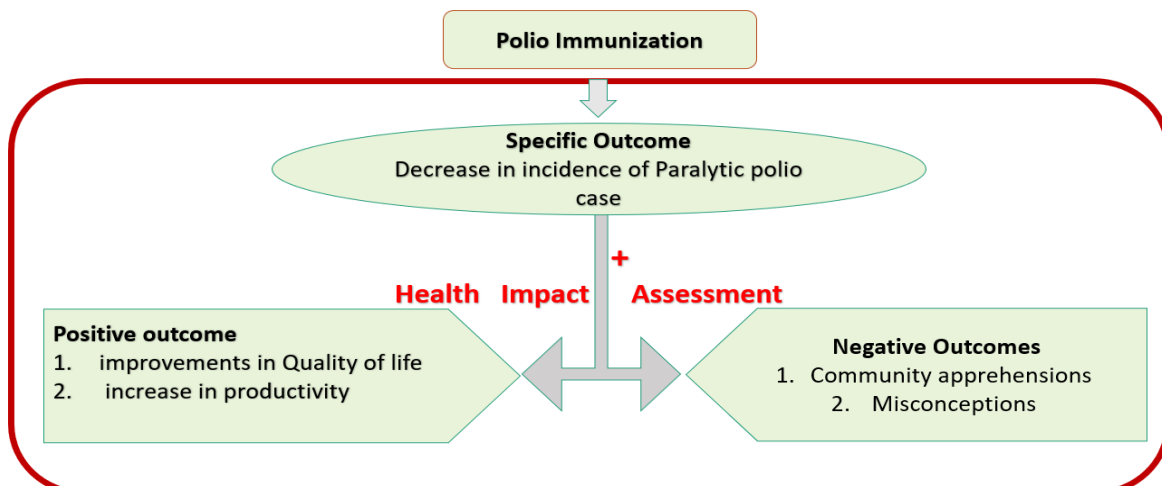 Polio Immunization
Specific Outcome
Decrease in incidence of Paralytic polio
case
+
Health Impact Assessment
Positive outcome
1. improvements in Quality of life
2. increase in productivity
Negative Outcomes
1. Community apprehensions
2. Misconceptions